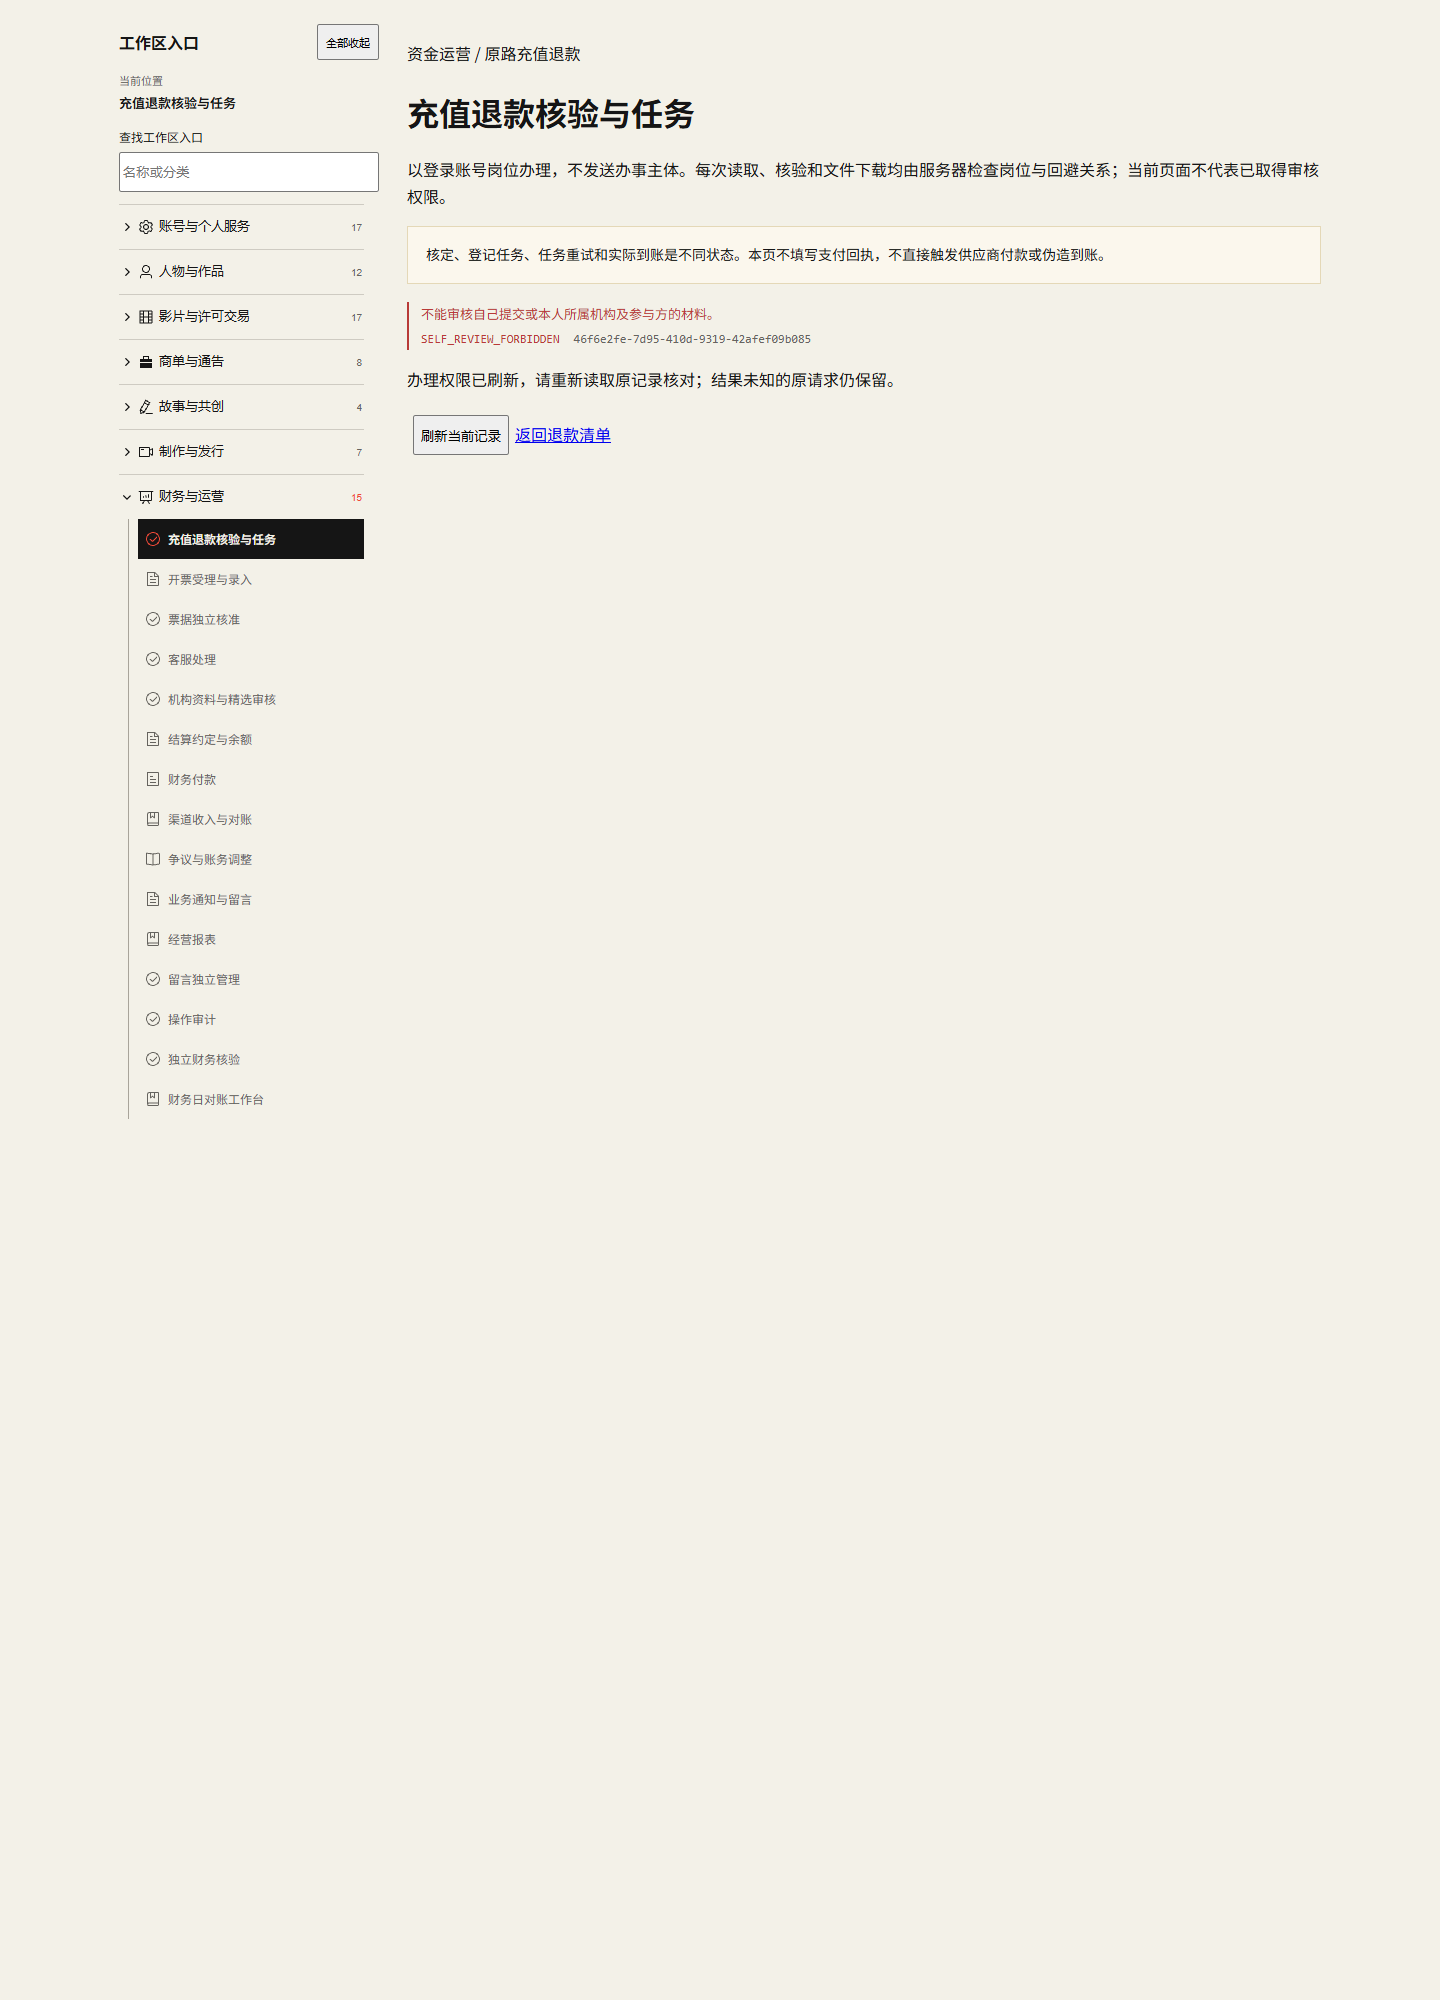 工作区入口
全部收起
当前位置
充值退款核验与任务
查找工作区入口
名称或分类
账号与个人服务 17
人物与作品 12
影片与许可交易 17
商单与通告 8
故事与共创 4
制作与发行 7
财务与运营 15
充值退款核验与任务
开票受理与录入
票据独立核准
客服处理
机构资料与精选审核
结算约定与余额
财务付款
渠道收入与对账
争议与账务调整
业务通知与留言
经营报表
留言独立管理
操作审计
独立财务核验
财务日对账工作台
资金运营 / 原路充值退款
充值退款核验与任务
以登录账号岗位办理，不发送办事主体。每次读取、核验和文件下载均由服务器检查岗位与回避关系；当前页面不代表已取得审核
权限。
核定、登记任务、任务重试和实际到账是不同状态。本页不填写支付回执，不直接触发供应商付款或伪造到账。
不能审核自己提交或本人所属机构及参与方的材料。
SELF_REVIEW_FORBIDDEN 46f6e2fe-7d95-410d-9319-42afef09b085
办理权限已刷新，请重新读取原记录核对；结果未知的原请求仍保留。
刷新当前记录 返回退款清单